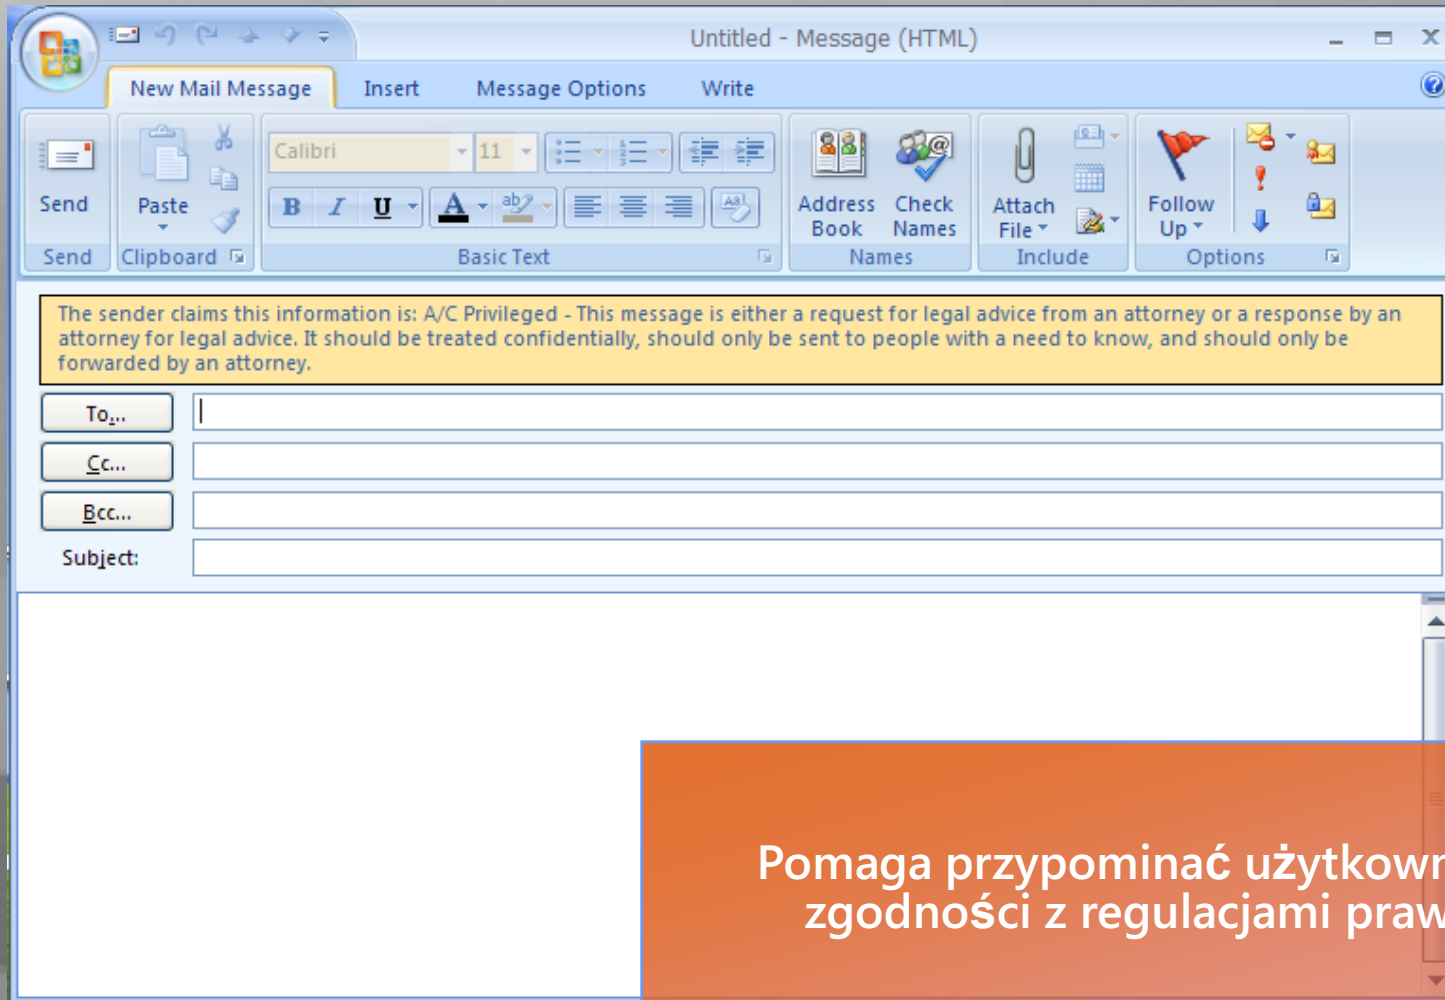 Untitled - Message (HTML)
New Mail Message Insert Message Options Write
Calibri 11
Send Paste Address Book Check Names Attach File Follow Up
Send Clipboard Basic Text Names Include Options
The sender claims this information is: A/C Privileged - This message is either a request for legal advice from an attorney or a response by an
attorney for legal advice. It should be treated confidentially, should only be sent to people with a need to know, and should only be
forwarded by an attorney.
To...
Cc...
Bcc...
Subject:
Pomaga przypominać
zgodności z regulacjami